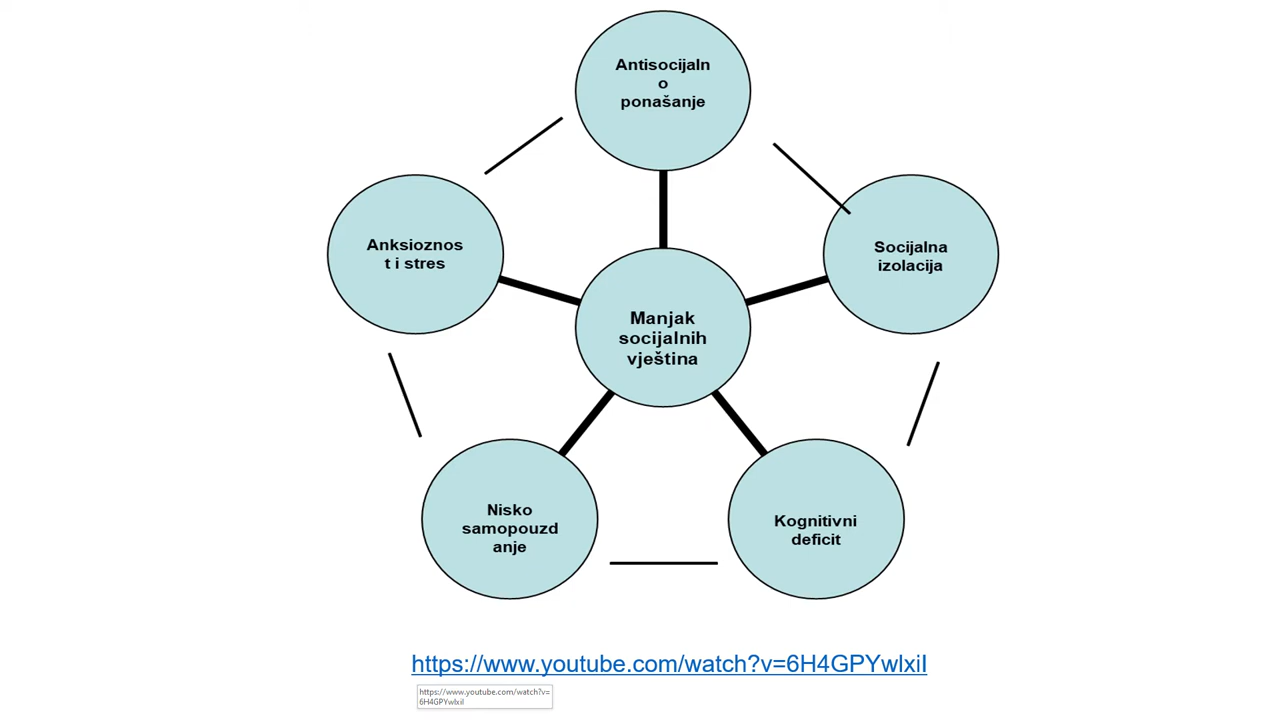 Antisocijaln
o
ponašanje
Anksioznos
t i stres
Socijalna
izolacija
Manjak
socijalnih
vještina
Nisko
samopouzd
anje
Kognitivni
deficit
https://www.youtube.com/watch?v=6H4GPYwlxiI
https://www.youtube.com/watch?v=
6H4GPYwlxiI